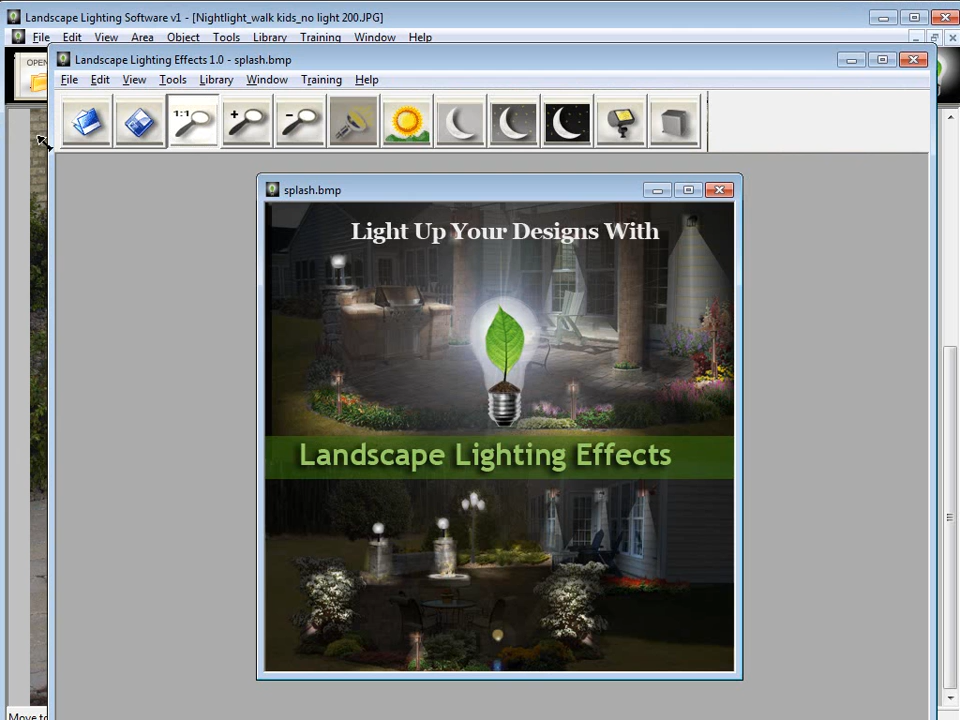 Landscape Lighting Software v1 - [Nightlight_walk kids_no light 200.JPG]
File Edit View Area Object Tools Library Training Window Help
OPEN
Landscape Lighting Effects 1.0 - splash.bmp
File Edit View Tools Library Window Training Help
1:1
splash.bmp
Light Up Your Designs With
Landscape Lighting Effects
Move to